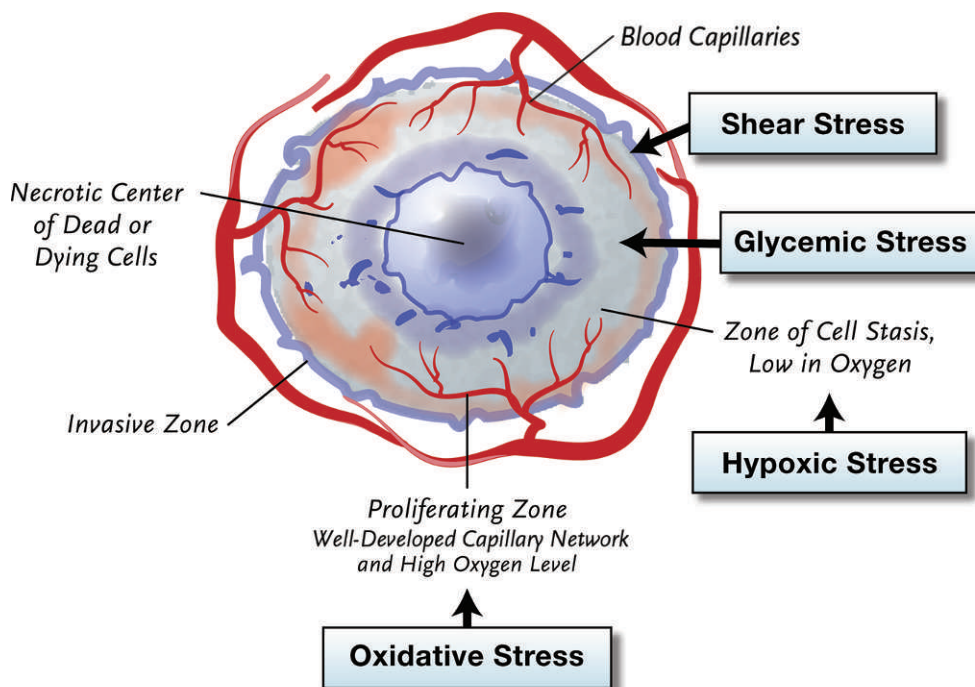 Blood Capillaries
Shear Stress
Necrotic Center
of Dead or
Dying Cells
Glycemic Stress
Zone of Cell Stasis,
Low in Oxygen
Invasive Zone
Hypoxic Stress
Proliferating Zone
Well-Developed Capillary Network
and High Oxygen Level
Oxidative Stress